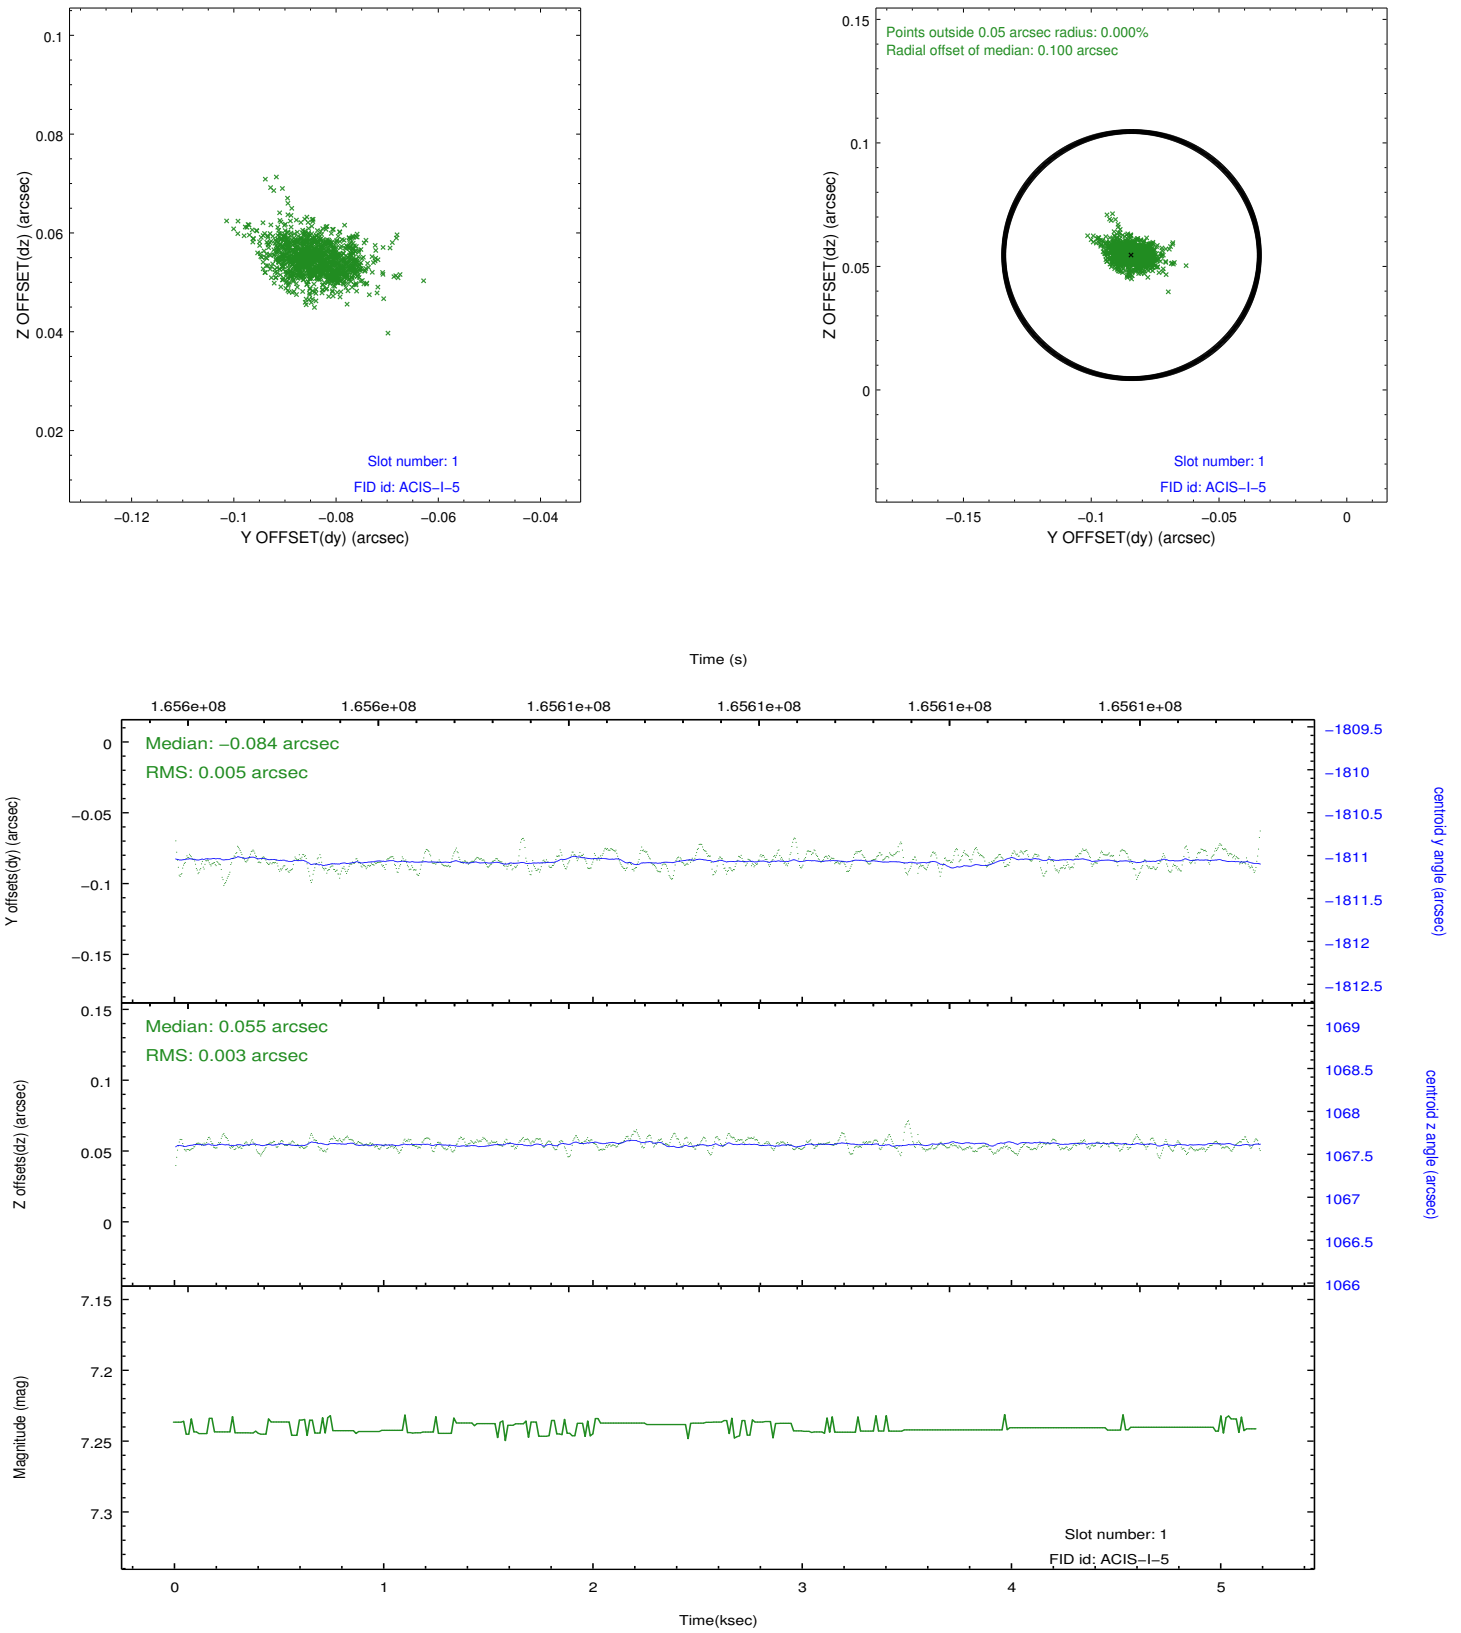 0.1
0.08
0.06
0.04
0.02
Z OFFSET(dz) (arcsec)
Slot number: 1
FID id: ACIS−I−5
−0.12
−0.1
−0.08
−0.06
−0.04
Y OFFSET(dy) (arcsec)
0.15
0.1
0.05
0
Z OFFSET(dz) (arcsec)
Points outside 0.05 arcsec radius: 0.000%
Radial offset of median: 0.100 arcsec
Slot number: 1
FID id: ACIS−I−5
−0.15
−0.1
−0.05
0
Y OFFSET(dy) (arcsec)
Time (s)
1.656e+08
1.656e+08
1.6561e+08
1.6561e+08
1.6561e+08
1.6561e+08
0
−0.05
−0.1
−0.15
Y offsets(dy) (arcsec)
Median: −0.084 arcsec
RMS: 0.005 arcsec
−1809.5
−1810
−1810.5
−1811
−1811.5
−1812
−1812.5
centroid y angle (arcsec)
0.15
0.1
0.05
0
Z offsets(dz) (arcsec)
Median: 0.055 arcsec
RMS: 0.003 arcsec
1069
1068.5
1068
1067.5
1067
1066.5
1066
centroid z angle (arcsec)
7.15
7.2
7.25
7.3
Magnitude (mag)
Slot number: 1
FID id: ACIS−I−5
0
1
2
3
4
5
Time(ksec)